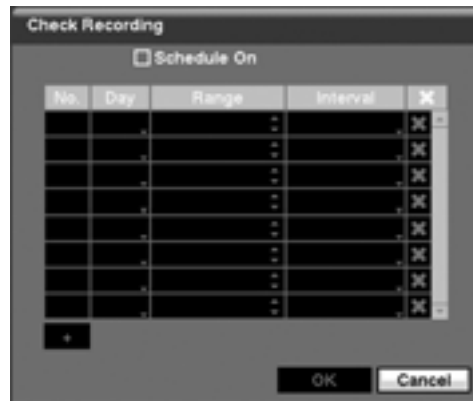 Check Recording
Schedule On
No. Day Range Interval
+
OK Cancel